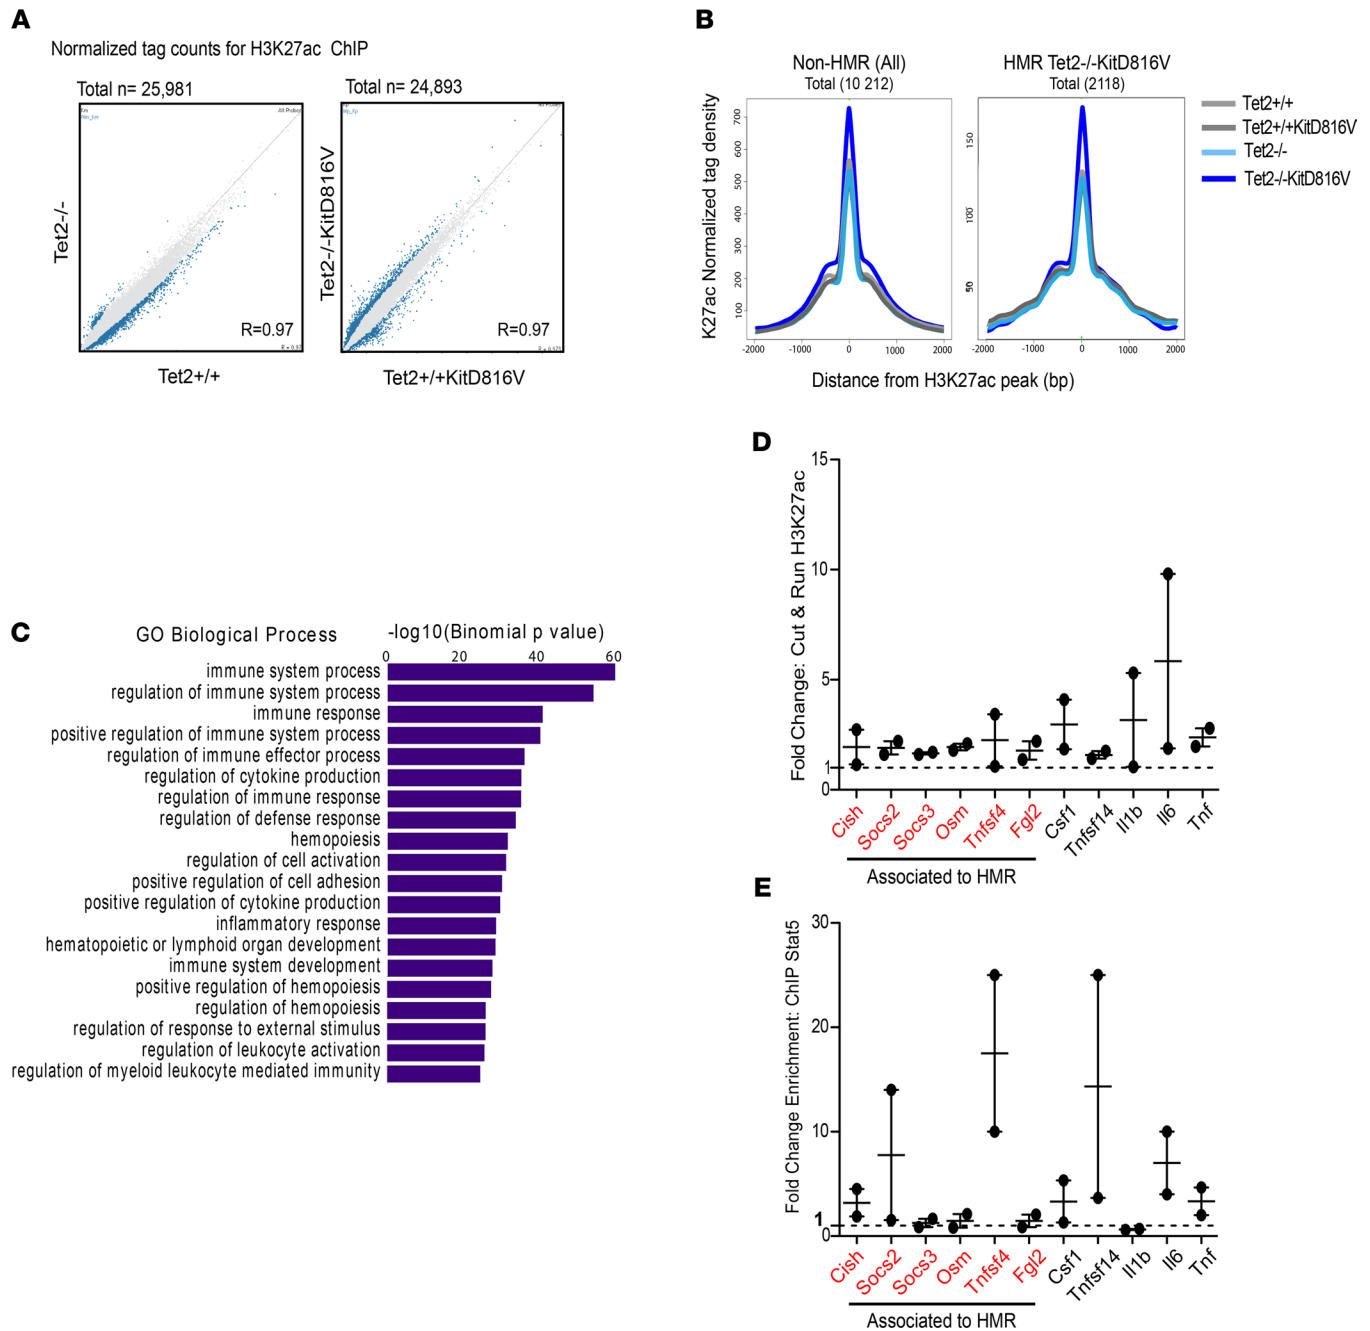 A
Normalized tag counts for H3K27ac ChIP
Total n= 25,981
Total n= 24,893
Tet2-/-
R=0.97
Tet2+/+
Tet2-/-KitD816V
R=0.97
Tet2+/+KitD816V
B
Non-HMR (All)
Total (10 212)
HMR Tet2-/-KitD816V
Total (2118)
K27ac Normalized tag density
700
600
500
400
300
200
100
-2000 -1000 0 1000 2000
150
100
50
-2000 -1000 0 1000 2000
Distance from H3K27ac peak (bp)
Tet2+/+
Tet2+/+KitD816V
Tet2-/-
Tet2-/-KitD816V
C
GO Biological Process
-log10(Binomial p value)
0 20 40 60
immune system process
regulation of immune system process
immune response
positive regulation of immune system process
regulation of immune effector process
regulation of cytokine production
regulation of immune response
regulation of defense response
hemopoiesis
regulation of cell activation
positive regulation of cell adhesion
positive regulation of cytokine production
inflammatory response
hematopoietic or lymphoid organ development
immune system development
positive regulation of hemopoiesis
regulation of hemopoiesis
regulation of response to external stimulus
regulation of leukocyte activation
regulation of myeloid leukocyte mediated immunity
D
Fold Change: Cut & Run H3K27ac
15
10
5
1
0
Cish Socs2 Socs3 Osm Tnfsf4 Fgl2 Csf1 Tnfsf14 Il1b Il6 Tnf
Associated to HMR
E
Fold Change Enrichment: ChIP Stat5
30
20
10
1
0
Cish Socs2 Socs3 Osm Tnfsf4 Fgl2 Csf1 Tnfsf14 Il1b Il6 Tnf
Associated to HMR